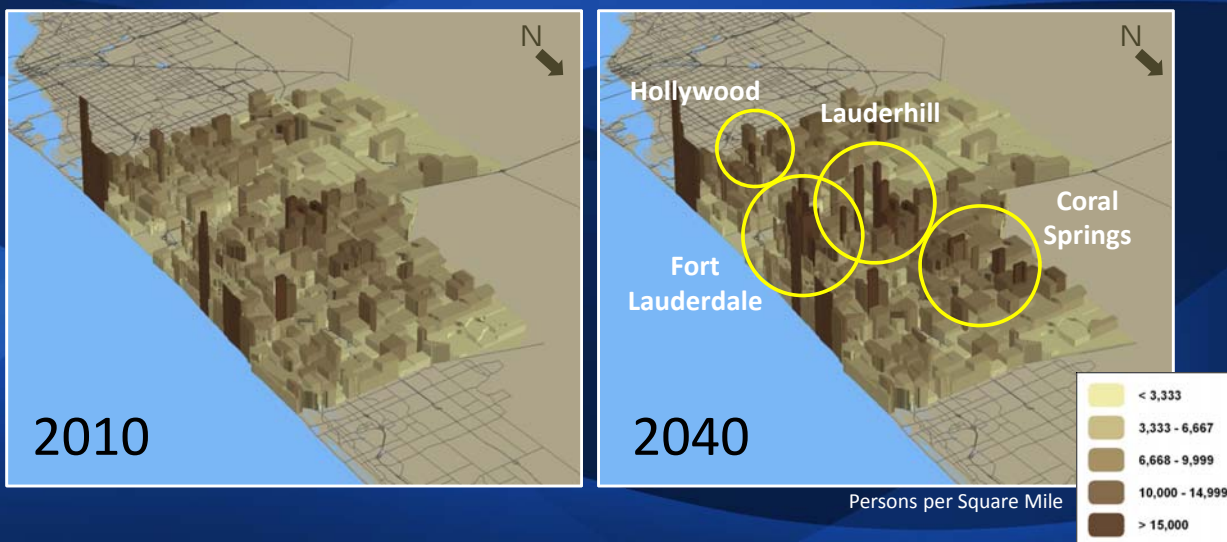 N
2010
N
Hollywood
Lauderhill
Coral
Springs
Fort
Lauderdale
2040
Persons per Square Mile
< 3,333
3,333 - 6,667
6,668 - 9,999
10,000 - 14,999
> 15,000